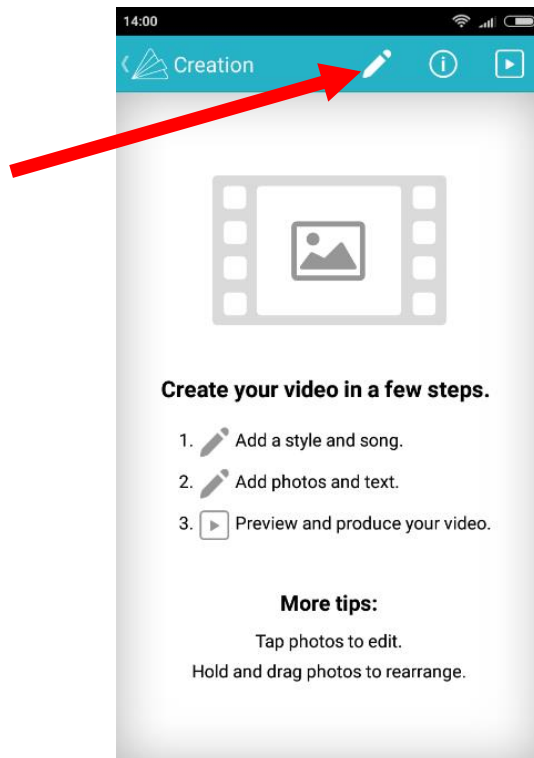 14:00
Creation
Create your video in a few steps.
1. Add a style and song.
2. Add photos and text.
3. Preview and produce your video.
More tips:
Tap photos to edit.
Hold and drag photos to rearrange.